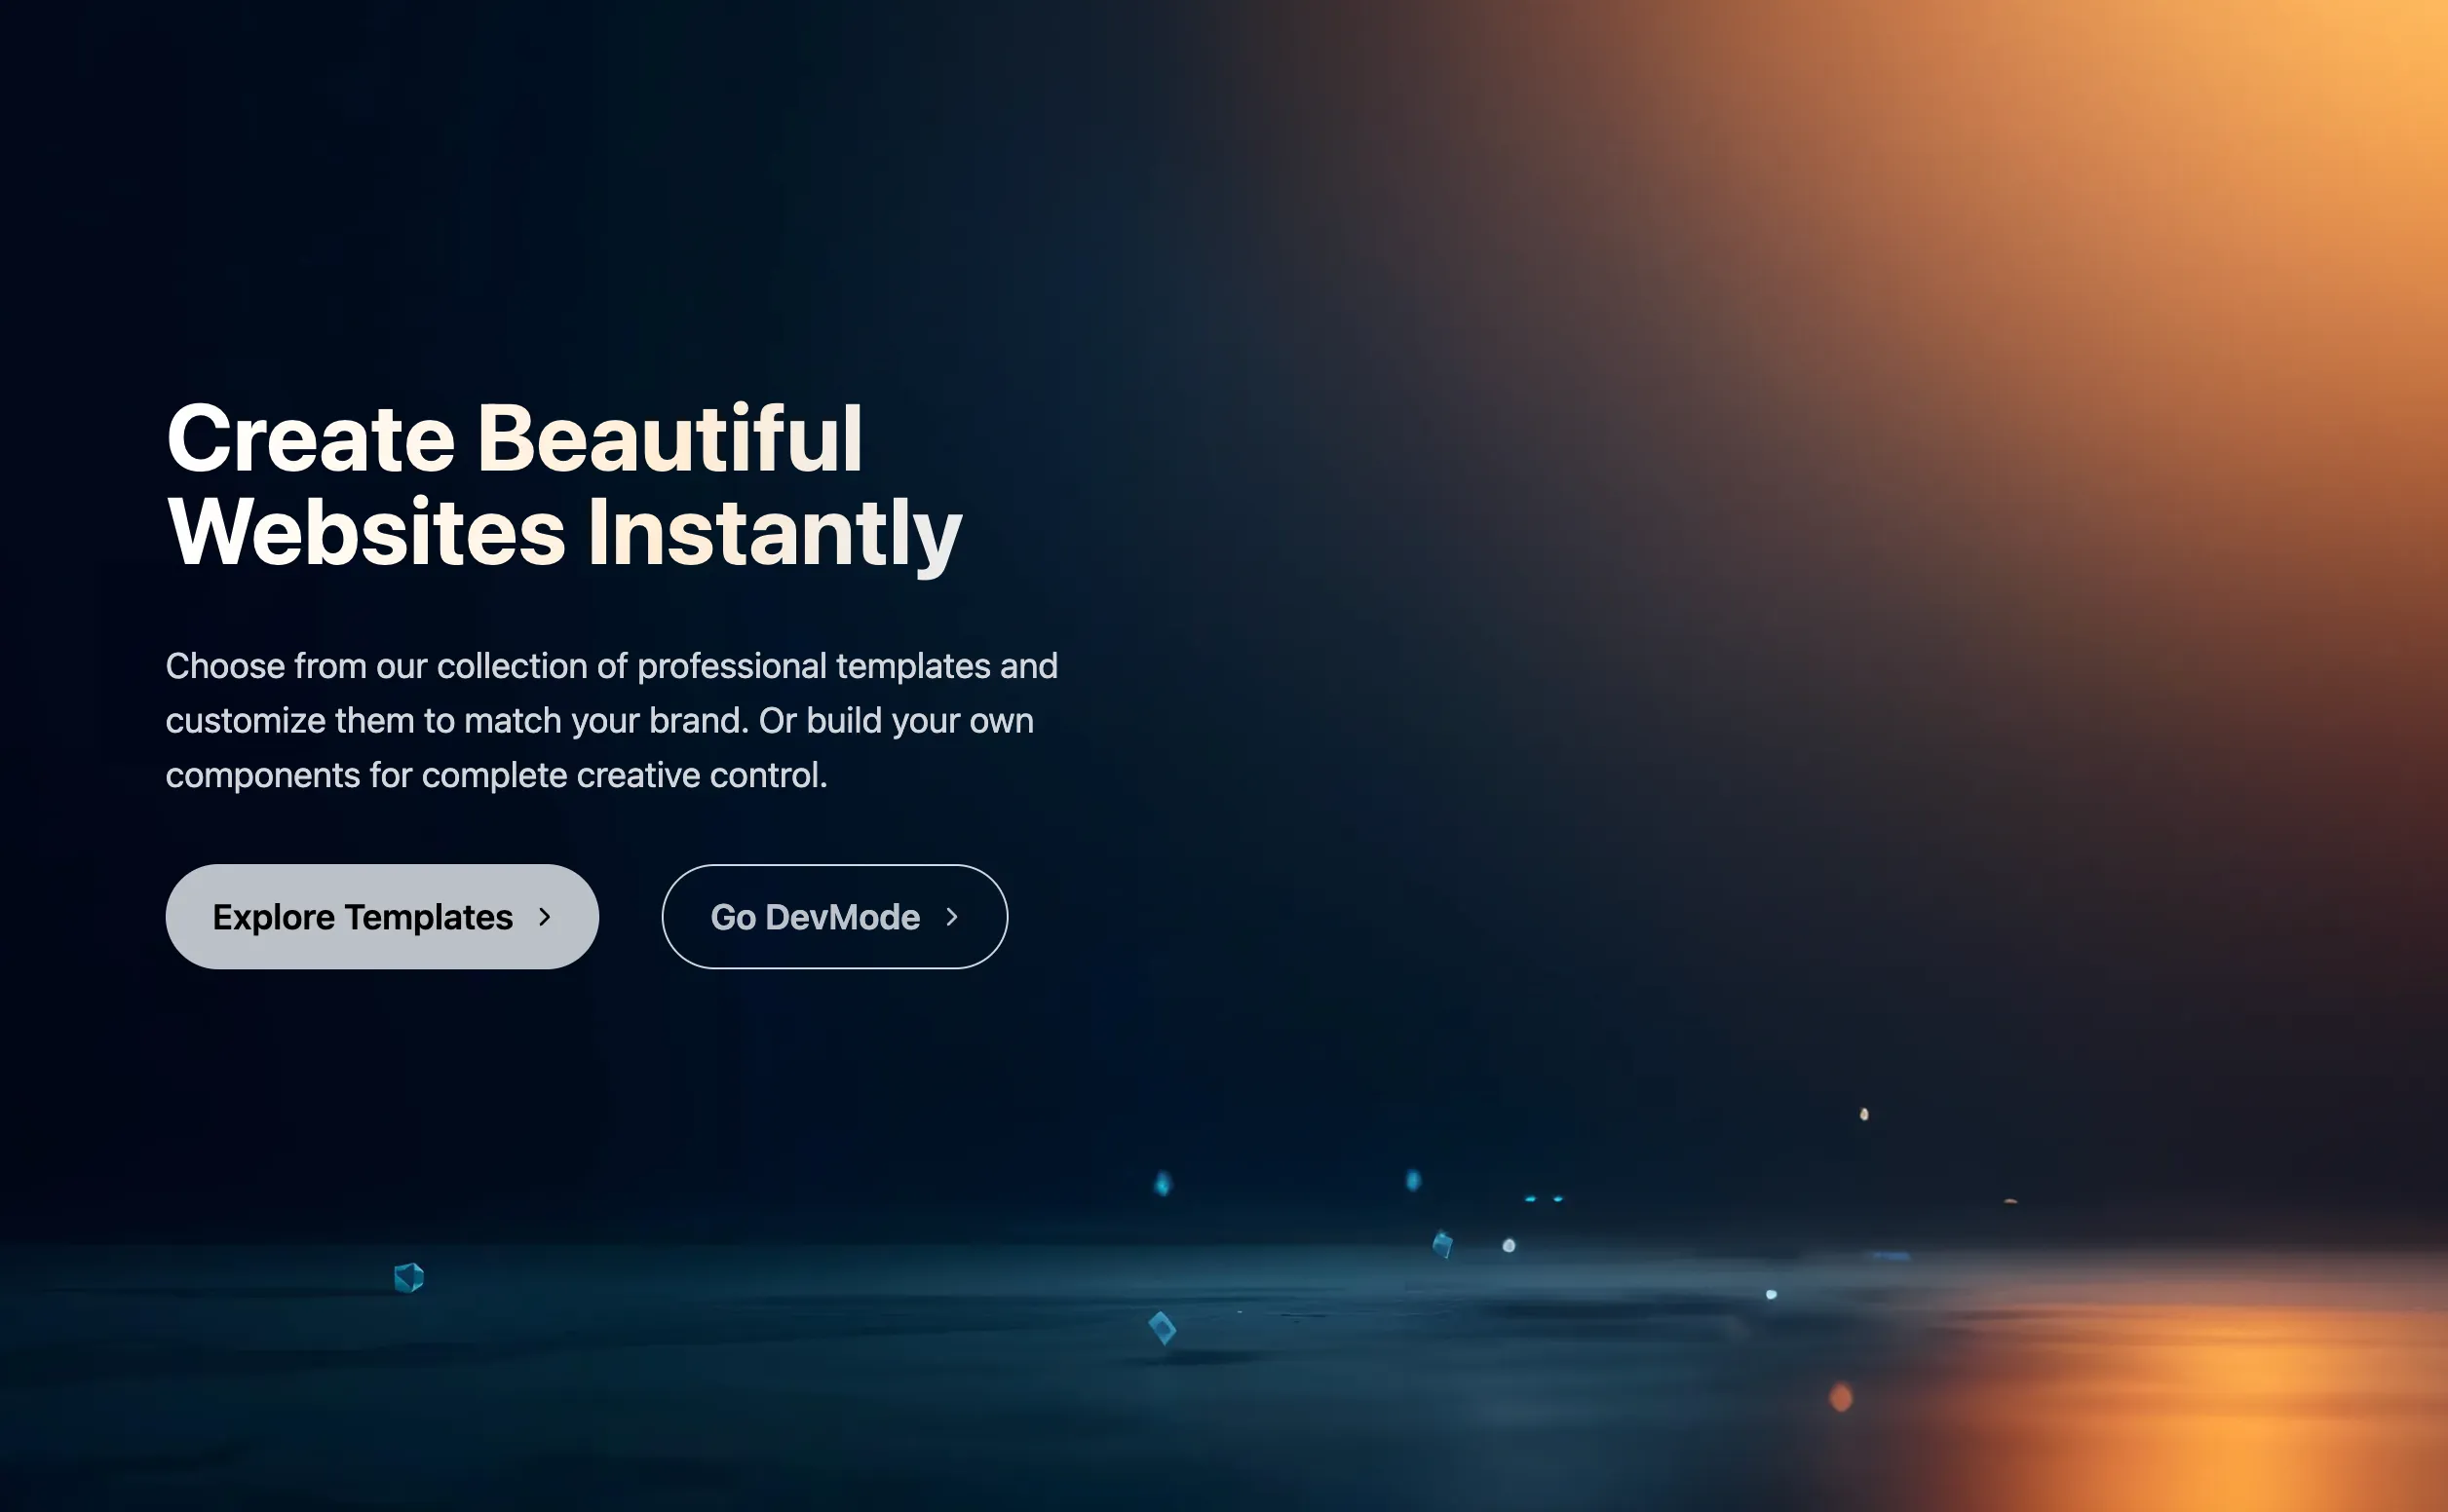 Create Beautiful
Websites Instantly
Choose from our collection of professional templates and
customize them to match your brand. Or build your own
components for complete creative control.
Explore Templates
Go DevMode